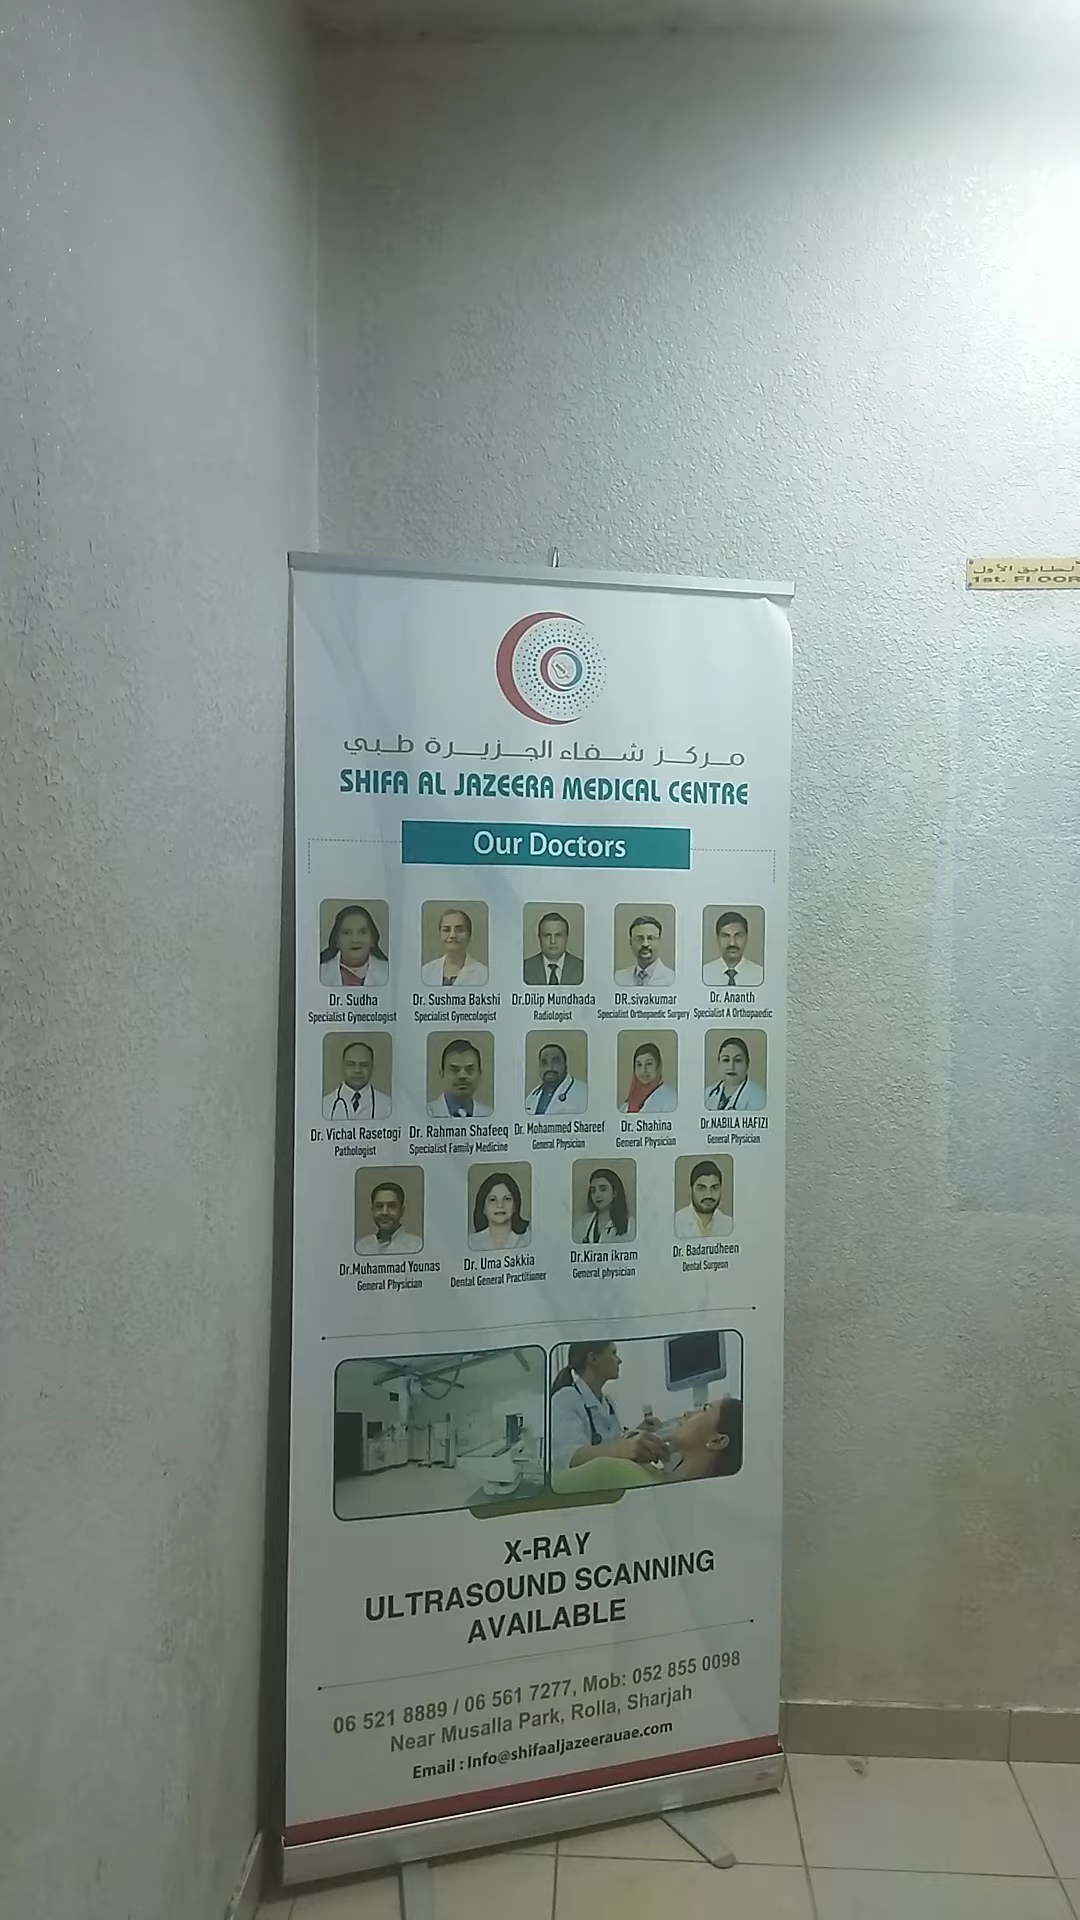 الطابق الأول
1st. FLOOR
مركز شفاء الجزيرة طبي
SHIFA AL JAZEERA MEDICAL CENTRE
Our Doctors
Dr. Sudha
Specialist Gynecologist
Dr. Sushma Bakshi
Specialist Gynecologist
Dr.Dilip Mundhada
Radiologist
DR.sivakumar
Specialist Orthopaedic Surgery
Dr. Ananth
Specialist A Orthopaedic
Dr. Vichal Rasetogi
Pathologist
Dr. Rahman Shafeeq
Specialist Family Medicine
Dr. Mohammed Shareef
General Physician
Dr. Shahina
General Physician
Dr.NABILA HAFIZI
General Physician
Dr.Muhammad Younas
General Physician
Dr. Uma Sakkia
Dental General Practitioner
Dr.Kiran ikram
General physician
Dr. Badarudheen
Dental Surgeon
X-RAY
ULTRASOUND SCANNING
AVAILABLE
06 521 8889 / 06 561 7277, Mob: 052 855 0098
Near Musalla Park, Rolla, Sharjah
Email : Info@shifaaljazeerauae.com